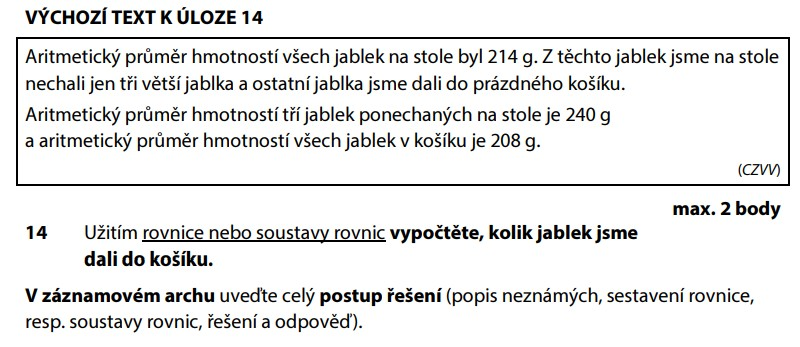 VÝCHOZÍ TEXT K ÚLOZE 14
Aritmetický průměr hmotností všech jablek na stole byl 214 g. Z těchto jablek jsme na stole
nechali jen tři větší jablka a ostatní jablka jsme dali do prázdného košíku.
Aritmetický průměr hmotností tří jablek ponechaných na stole je 240 g
a aritmetický průměr hmotností všech jablek v košíku je 208 g.
(CZVV)
max. 2 body
14 Užitím rovnice nebo soustavy rovnic vypočtěte, kolik jablek jsme
dali do košíku.
V záznamovém archu uveďte celý postup řešení (popis neznámých, sestavení rovnice,
resp. soustavy rovnic, řešení a odpověď).